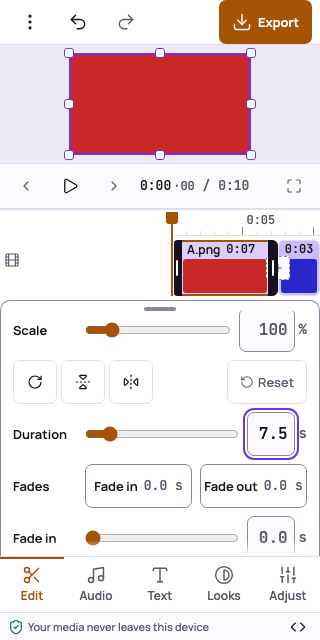 Export
0:00.00 / 0:10
0:05
A.png 0:07
0:03
Scale 100 %
Reset
Duration 7.5 s
Fades Fade in 0.0 s Fade out 0.0 s
Fade in 0.0 s
Edit Audio Text Looks Adjust
Your media never leaves this device